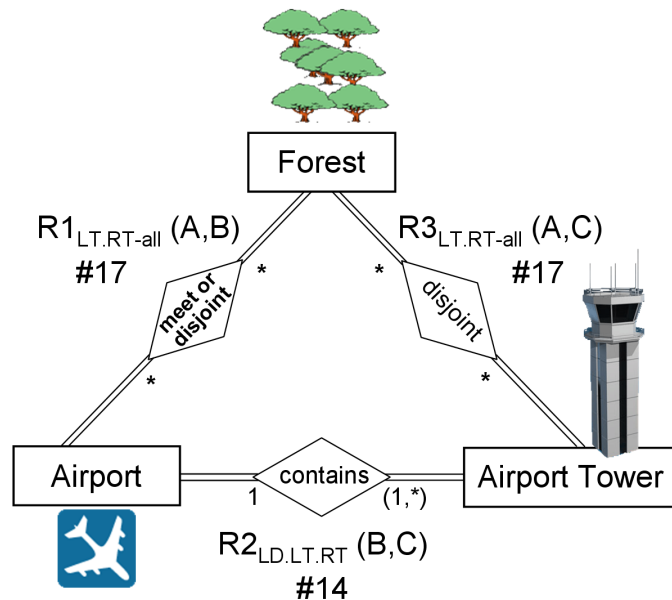 Forest
R1LT.RT-all (A,B)
#17
R3LT.RT-all (A,C)
#17
*
*
meet or
disjoint
disjoint
*
*
Airport
contains
Airport Tower
1
(1,*)
R2LD.LT.RT (B,C)
#14